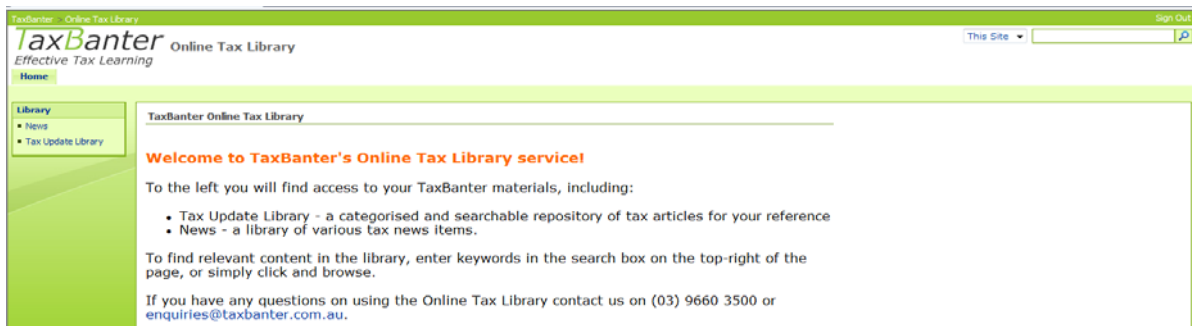 TaxBanter > Online Tax Library
Sign Out
TaxBanter Online Tax Library
Effective Tax Learning
This Site
Home
Library
News
Tax Update Library
TaxBanter Online Tax Library
Welcome to TaxBanter's Online Tax Library service!
To the left you will find access to your TaxBanter materials, including:
• Tax Update Library - a categorised and searchable repository of tax articles for your reference
• News - a library of various tax news items.
To find relevant content in the library, enter keywords in the search box on the top-right of the
page, or simply click and browse.
If you have any questions on using the Online Tax Library contact us on (03) 9660 3500 or
enquiries@taxbanter.com.au.